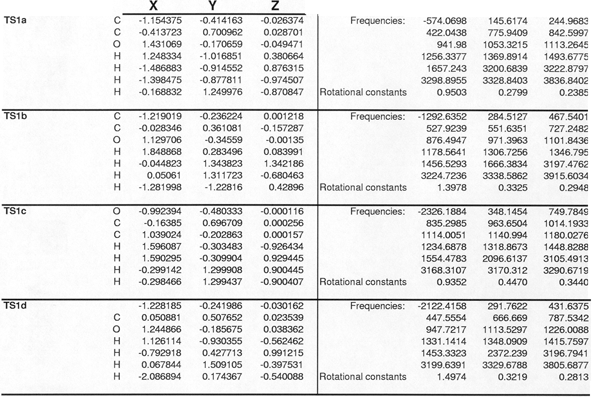 X Y Z
TS1a C -1.154375 -0.414163 -0.026374 Frequencies: -574.0698 145.6174 244.9683
C -0.413723 0.700962 0.028701 422.0438 775.9409 842.5997
O 1.431069 -0.170659 -0.049471 941.98 1053.3215 1113.2645
H 1.248334 -1.016851 0.380664 1256.3377 1369.8914 1493.6775
H -1.486883 -0.914552 0.876315 1657.243 3200.6839 3222.8797
H -1.398475 -0.877811 -0.974507 3298.8955 3328.8403 3836.8402
H -0.168832 1.249976 -0.870847 Rotational constants 0.9503 0.2799 0.2385
TS1b C -1.219019 -0.236224 0.001218 Frequencies: -1292.6352 284.5127 467.5401
C -0.028346 0.361081 -0.157287 527.9239 551.6351 727.2482
O 1.129706 -0.34559 -0.00135 876.4947 971.3963 1101.8436
H 1.848868 0.283496 0.083991 1178.5641 1306.7256 1346.795
H -0.044823 1.343823 1.342186 1456.5293 1666.3834 3197.4762
H 0.05061 1.311723 -0.680463 3224.7236 3338.5862 3915.6034
H -1.281998 -1.22816 0.42896 Rotational constants 1.3978 0.3325 0.2948
TS1c O -0.992394 -0.480333 -0.000116 Frequencies: -2326.1884 348.1454 749.7849
C -0.16385 0.696709 0.000256 835.2985 963.6504 1014.1933
C 1.039024 -0.202863 0.000157 1114.0051 1140.994 1180.0276
H 1.596087 -0.303483 -0.926434 1234.6878 1318.8673 1448.8288
H 1.590295 -0.309904 0.929445 1554.4783 2096.6137 3105.4913
H -0.299142 1.299908 0.900445 3168.3107 3170.312 3290.6719
H -0.298466 1.299437 -0.900407 Rotational constants 0.9352 0.4470 0.3440
TS1d -1.228185 -0.241986 -0.030162 Frequencies: -2122.4158 291.7622 431.6375
C 0.050881 0.507652 0.023539 447.5554 666.669 787.5342
O 1.244866 -0.185675 0.038362 947.7217 1113.5297 1226.0088
H 1.126114 -0.930355 -0.562462 1331.1414 1348.0909 1415.7597
H -0.792918 0.427713 0.991215 1453.3323 2372.239 3196.7941
H 0.067844 1.509105 -0.397531 3199.6391 3329.6788 3805.6877
H -2.086894 0.174367 -0.540088 Rotational constants 1.4974 0.3219 0.2813